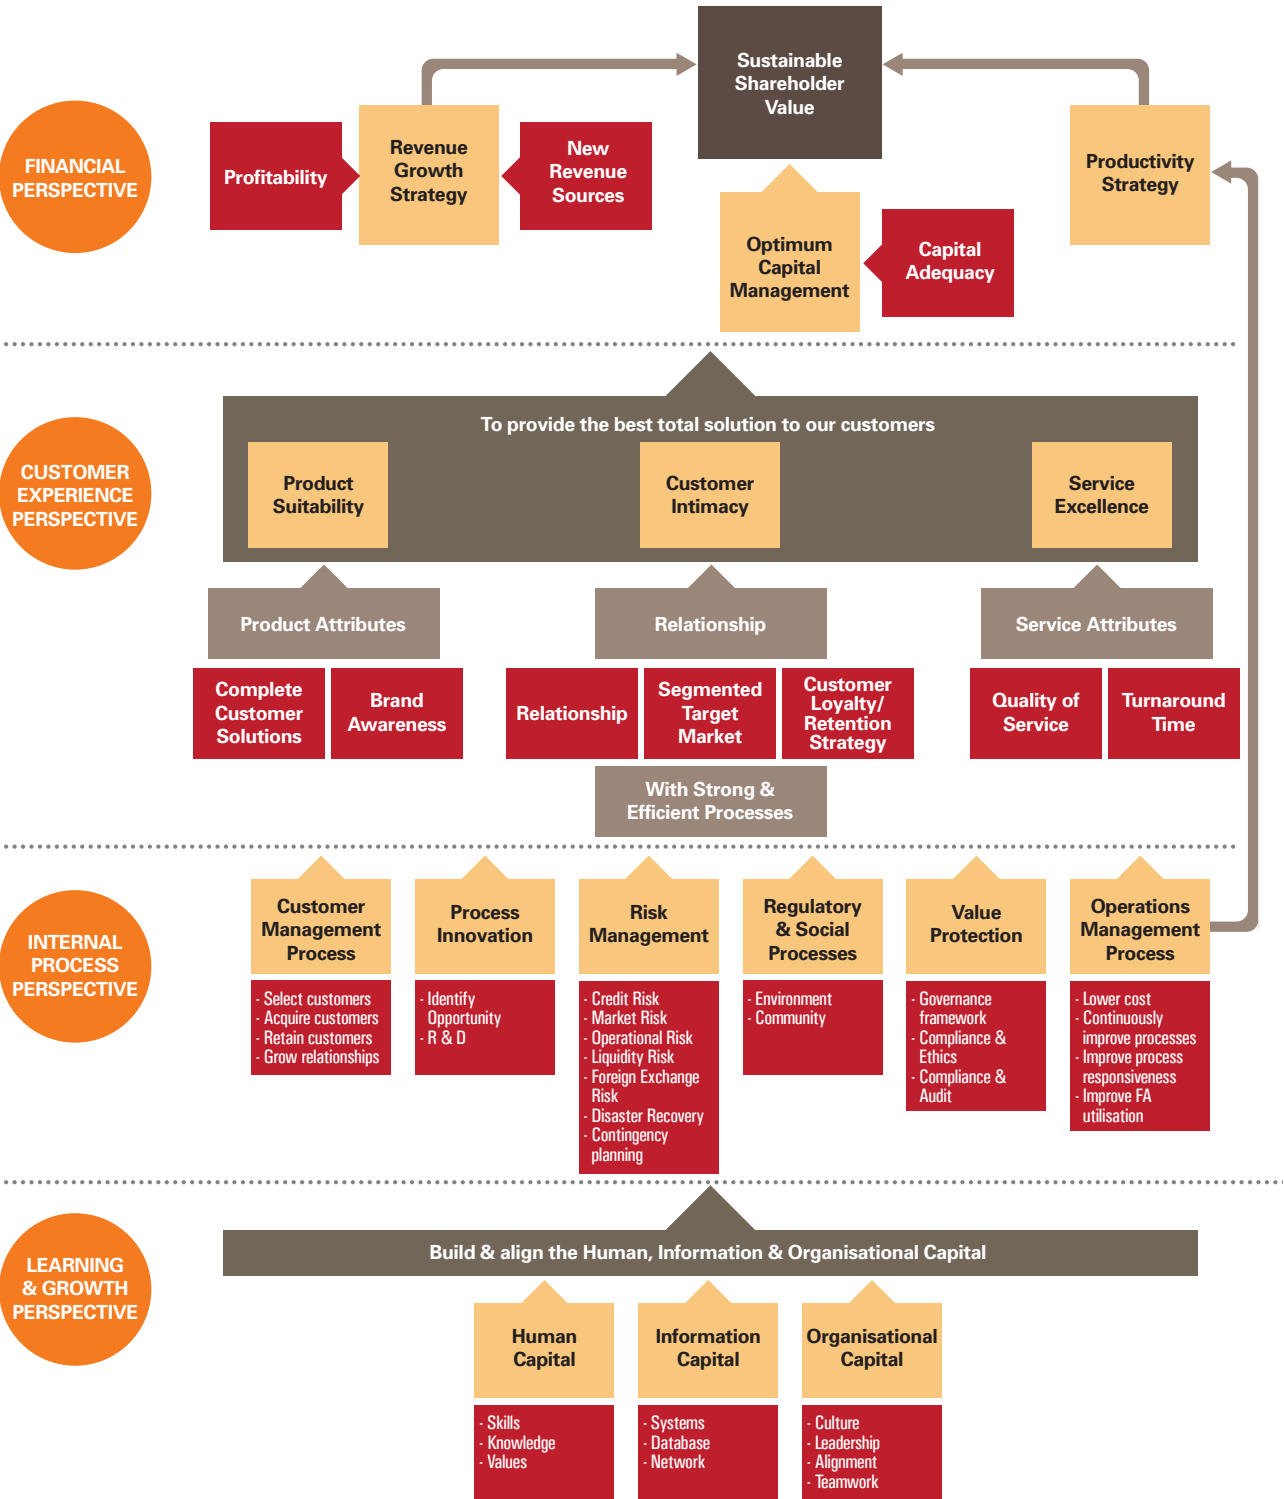 Sustainable
Shareholder
Value
FINANCIAL
PERSPECTIVE
Profitability
Revenue
Growth
Strategy
New
Revenue
Sources
Productivity
Strategy
Optimum
Capital
Management
Capital
Adequacy
CUSTOMER
EXPERIENCE
PERSPECTIVE
To provide the best total solution to our customers
Product
Suitability
Customer
Intimacy
Service
Excellence
Product Attributes
Relationship
Service Attributes
Complete
Customer
Solutions
Brand
Awareness
Relationship
Segmented
Target
Market
Customer
Loyalty/
Retention
Strategy
Quality of
Service
Turnaround
Time
With Strong &
Efficient Processes
INTERNAL
PROCESS
PERSPECTIVE
Customer
Management
Process
- Select customers
- Acquire customers
- Retain customers
- Grow relationships
Process
Innovation
- Identify
Opportunity
- R & D
Risk
Management
- Credit Risk
- Market Risk
- Operational Risk
- Liquidity Risk
- Foreign Exchange
Risk
- Disaster Recovery
- Contingency
planning
Regulatory
& Social
Processes
- Environment
- Community
Value
Protection
- Governance
framework
- Compliance &
Ethics
- Compliance &
Audit
Operations
Management
Process
- Lower cost
- Continuously
improve processes
- Improve process
responsiveness
- Improve FA
utilisation
LEARNING
& GROWTH
PERSPECTIVE
Build & align the Human, Information & Organisational Capital
Human
Capital
- Skills
- Knowledge
- Values
Information
Capital
- Systems
- Database
- Network
Organisational
Capital
- Culture
- Leadership
- Alignment
- Teamwork